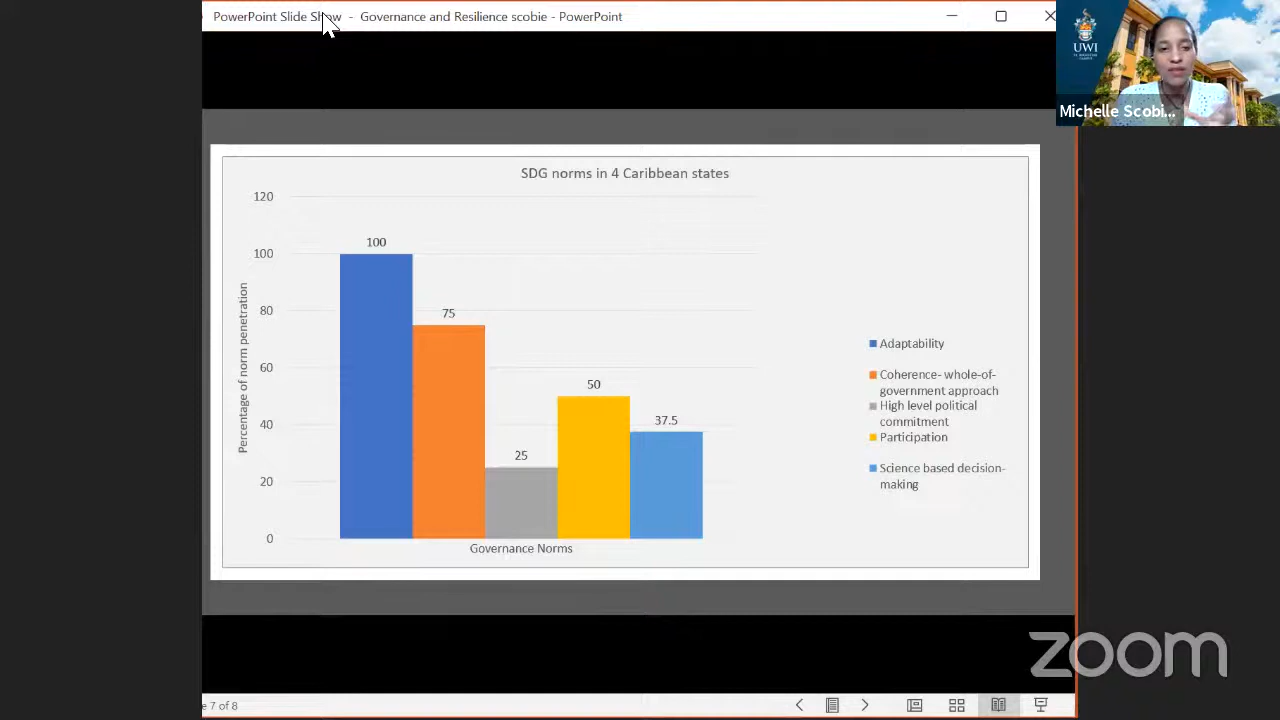 PowerPoint Slide Show - Governance and Resilience scobie - PowerPoint
UWI
Michelle Scobi...
SDG norms in 4 Caribbean states
120
100
80
60
40
20
0
Percentage of norm penetration
100
75
25
50
37.5
Governance Norms
Adaptability
Coherence- whole-of-
government approach
High level political
commitment
Participation
Science based decision-
making
zoom
e 7 of 8